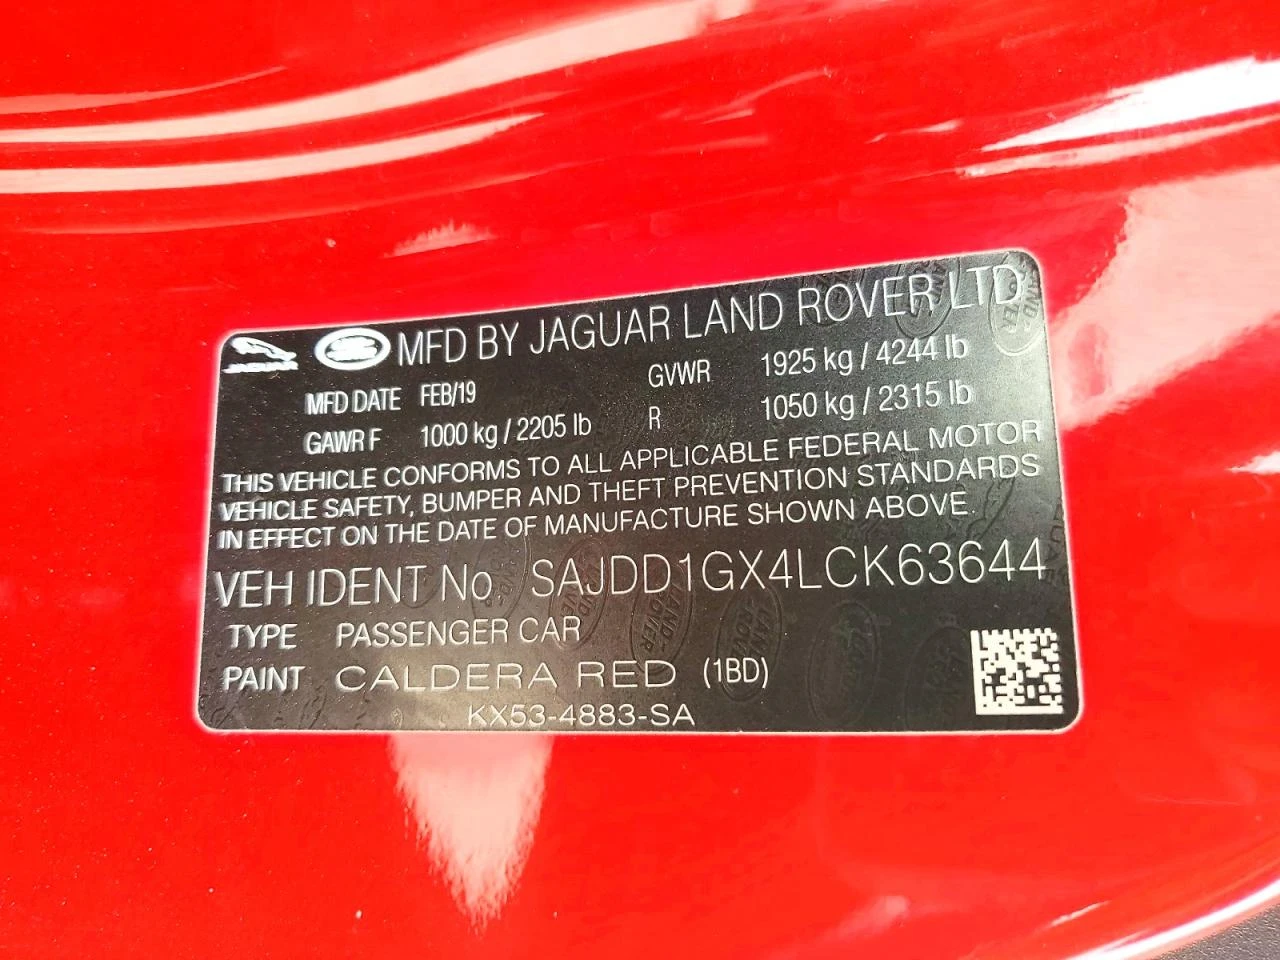 JAGUAR
MFD BY JAGUAR LAND ROVER LTD
MFD DATE FEB/19 GVWR 1925 kg / 4244 lb
GAWR F 1000 kg / 2205 lb R 1050 kg / 2315 lb
THIS VEHICLE CONFORMS TO ALL APPLICABLE FEDERAL MOTOR
VEHICLE SAFETY, BUMPER AND THEFT PREVENTION STANDARDS
IN EFFECT ON THE DATE OF MANUFACTURE SHOWN ABOVE.
VEH IDENT No. SAJDD1GX4LCK63644
TYPE PASSENGER CAR
PAINT CALDERA RED (1BD)
KX53-4883-SA